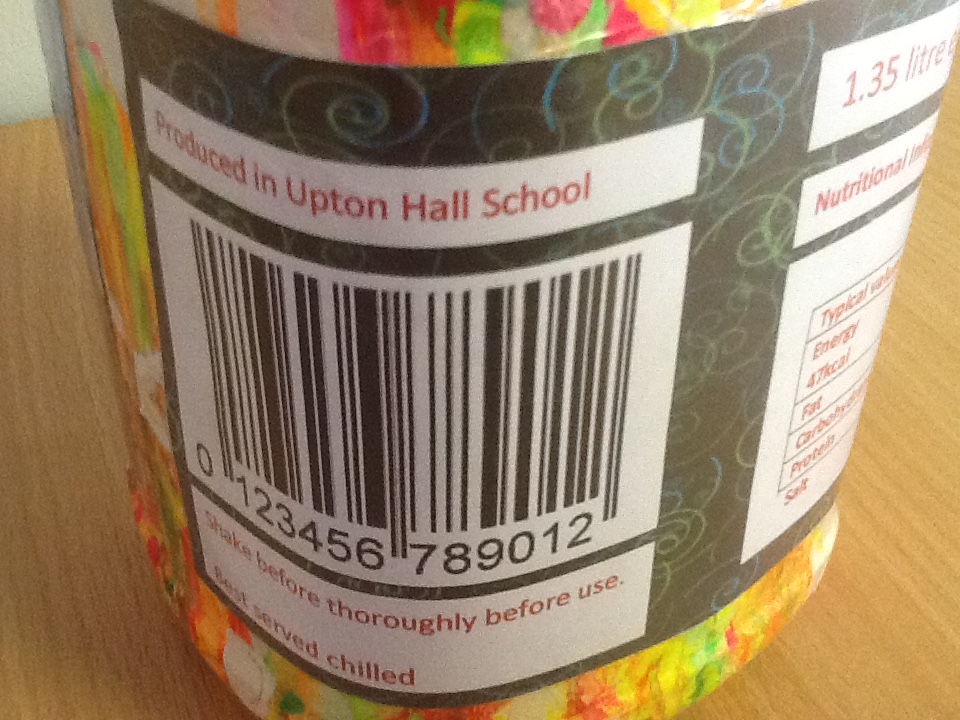 Produced in Upton Hall School
0 123456 789012
Shake before thoroughly before use.
Best served chilled
1.35 litre e
Nutritional
Typical
Energy
47kcal
Fat
Protein
Salt